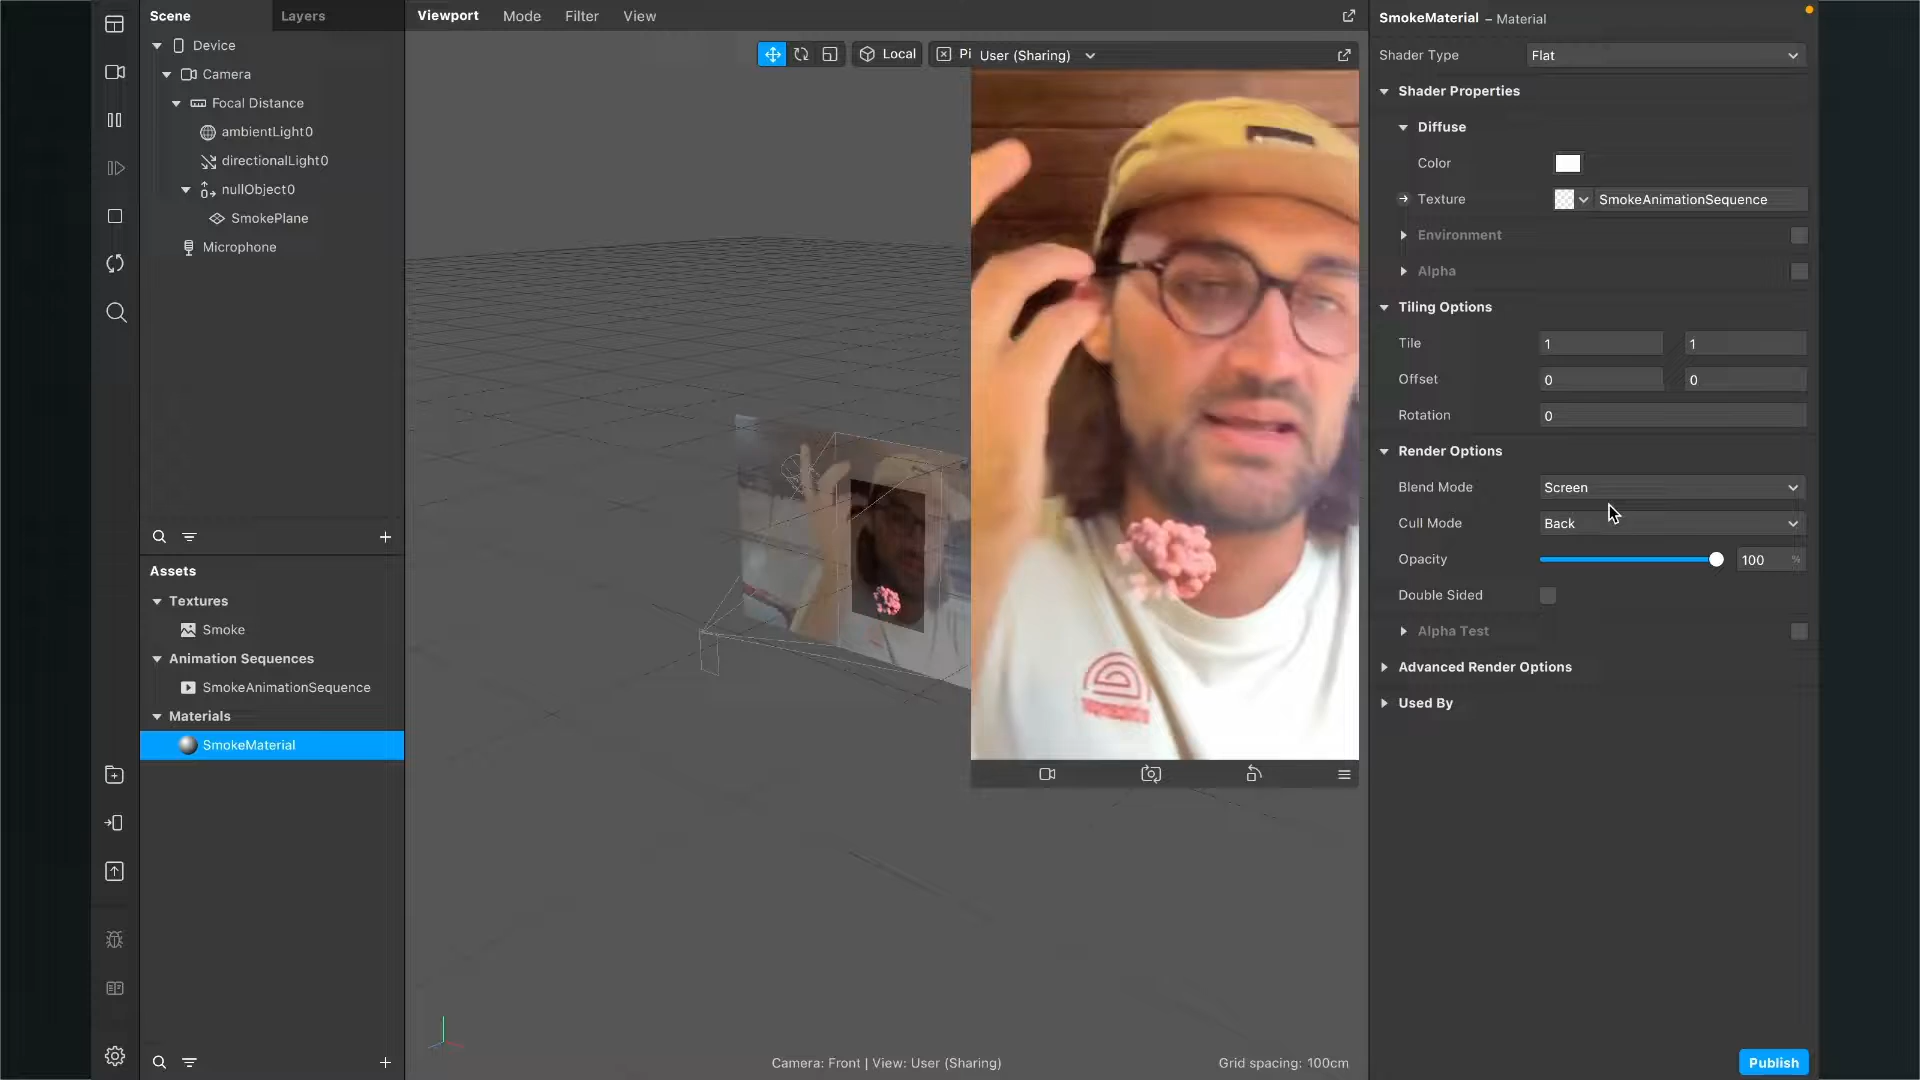 Scene
Layers
Device
Camera
Focal Distance
ambientLight0
directionalLight0
nullObject0
SmokePlane
Microphone
Assets
Textures
Smoke
Animation Sequences
SmokeAnimationSequence
Materials
SmokeMaterial
Viewport Mode Filter View
Local
Pi
User (Sharing)
Camera: Front | View: User (Sharing)
Grid spacing: 100cm
SmokeMaterial – Material
Shader Type Flat
Shader Properties
Diffuse
Color
Texture SmokeAnimationSequence
Environment
Alpha
Tiling Options
Tile 1 1
Offset 0 0
Rotation 0
Render Options
Blend Mode Screen
Cull Mode Back
Opacity 100 %
Double Sided
Alpha Test
Advanced Render Options
Used By
Publish